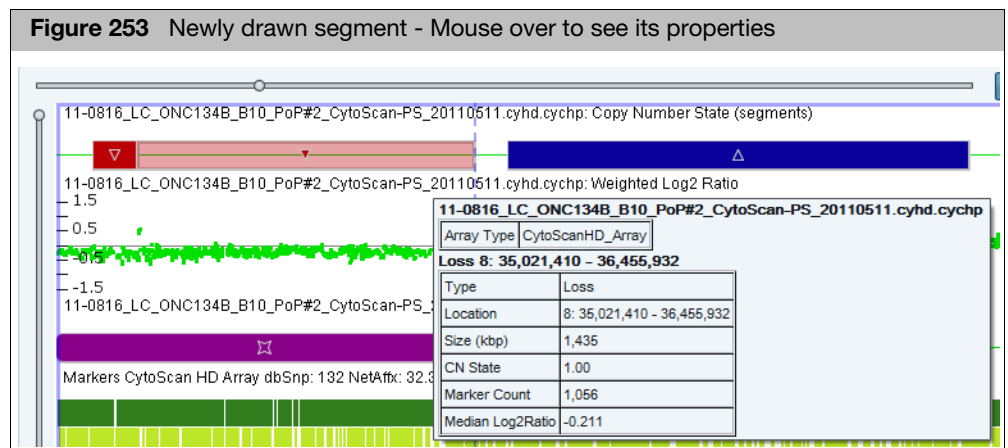 Figure 253 Newly drawn segment - Mouse over to see its properties
11-0816_LC_ONC134B_B10_PoP#2_CytoScan-PS_20110511.cyhd.cychp: Copy Number State (segments)
11-0816_LC_ONC134B_B10_PoP#2_CytoScan-PS_20110511.cyhd.cychp: Weighted Log2 Ratio
1.5
0.5
-0.5
-1.5
11-0816_LC_ONC134B_B10_PoP#2_CytoScan-PS_
Markers CytoScan HD Array dbSnp: 132 NetAffx: 32.3
11-0816_LC_ONC134B_B10_PoP#2_CytoScan-PS_20110511.cyhd.cychp
Array Type CytoScanHD_Array
Loss 8: 35,021,410 - 36,455,932
Type Loss
Location 8: 35,021,410 - 36,455,932
Size (kbp) 1,435
CN State 1.00
Marker Count 1,056
Median Log2Ratio -0.211